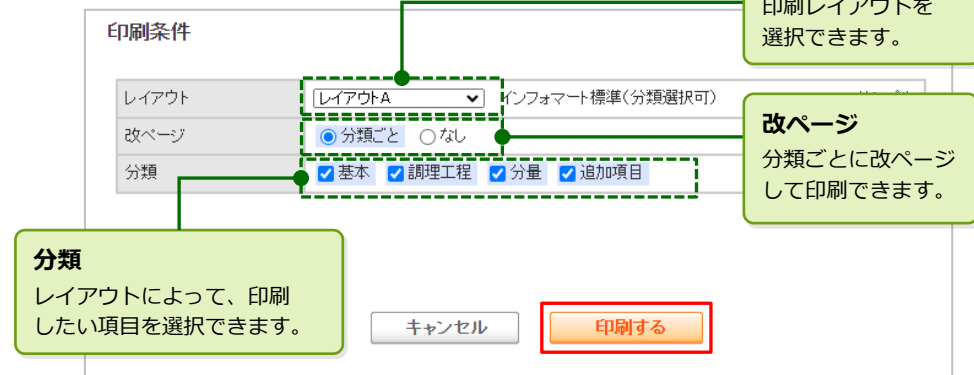 印刷レイアウトを
選択できます。
印刷条件
レイアウト レイアウトA インフォマート標準(分類選択可)
改ページ 分類ごと なし
改ページ
分類ごとに改ページ
して印刷できます。
分類 基本 調理工程 分量 追加項目
分類
レイアウトによって、印刷
したい項目を選択できます。
キャンセル 印刷する